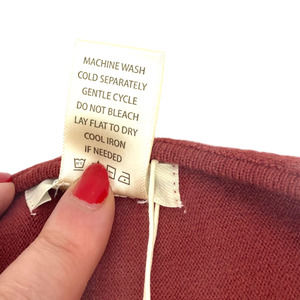 MACHINE WASH
COLD SEPARATELY
GENTLE CYCLE
DO NOT BLEACH
LAY FLAT TO DRY
COOL IRON
IF NEEDED